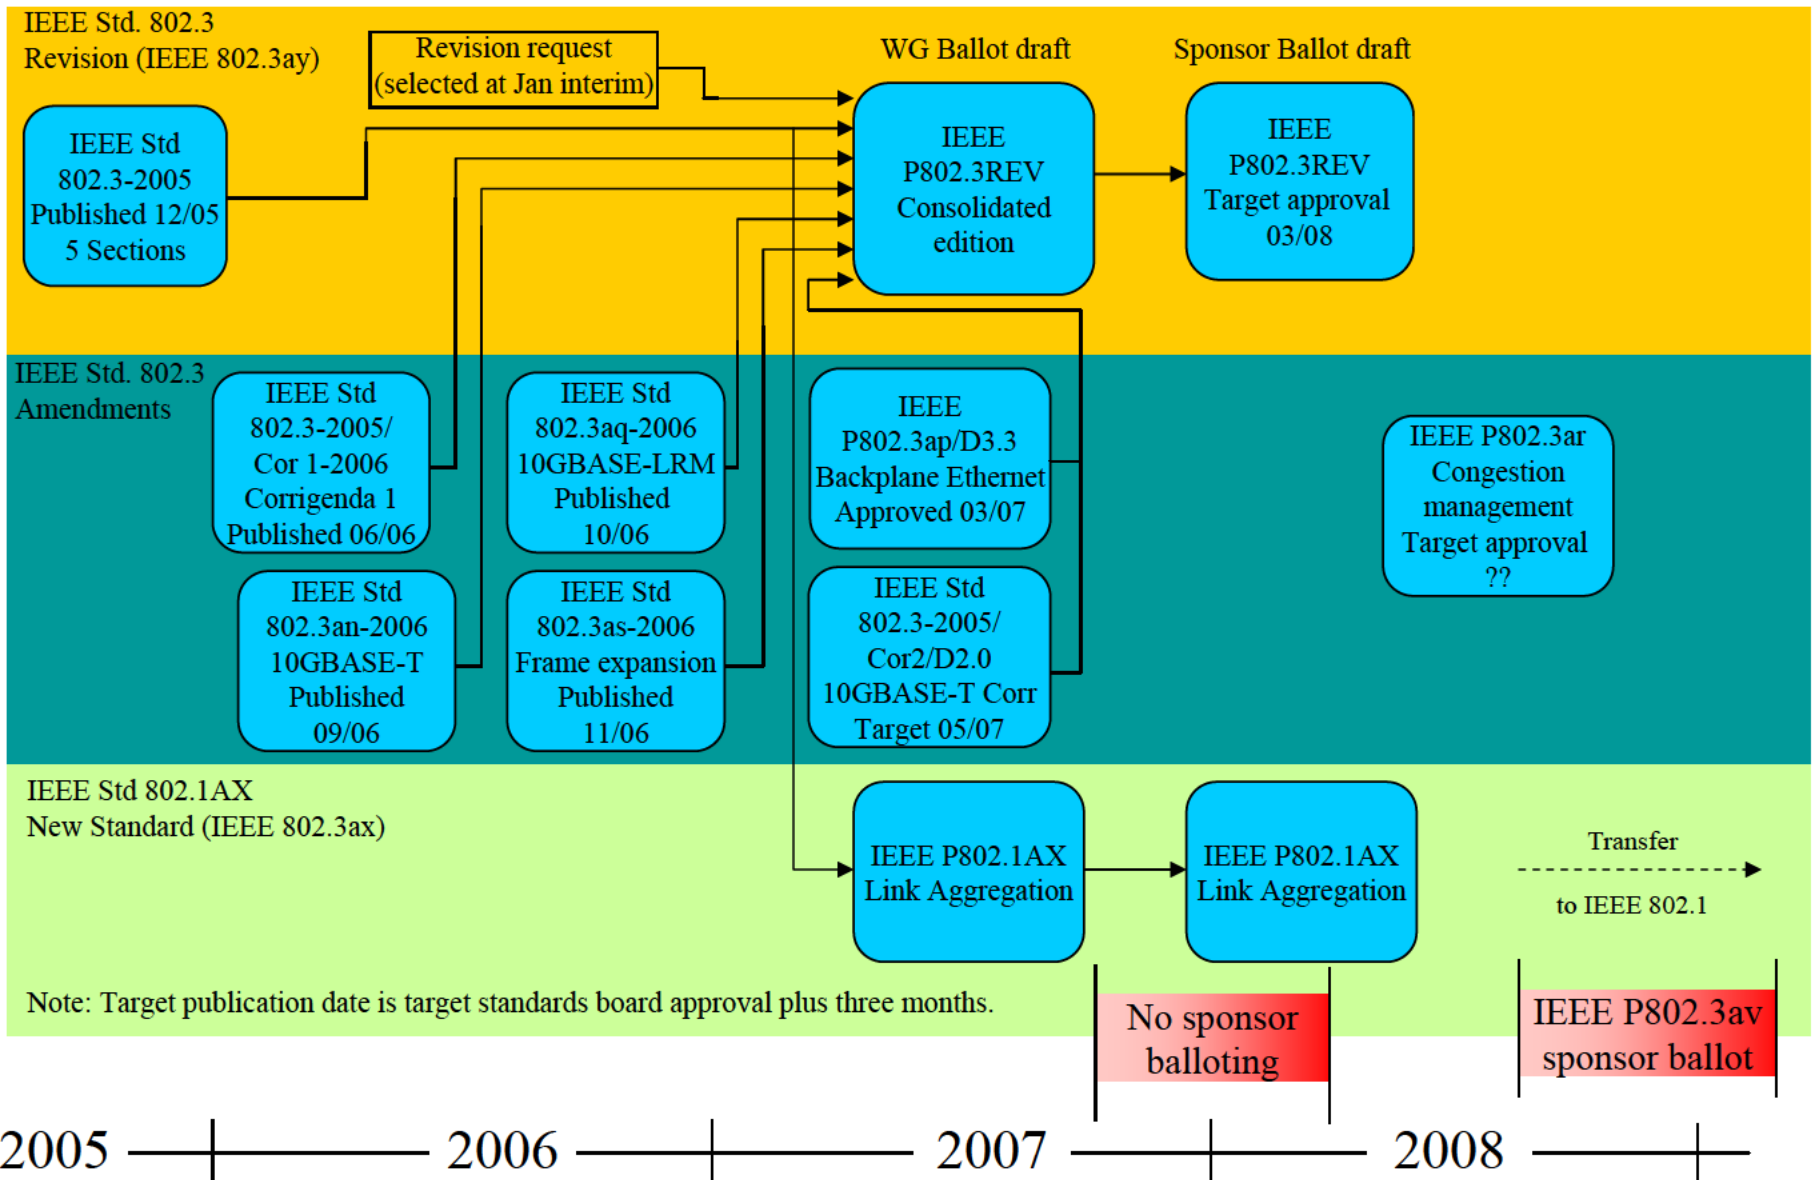 IEEE Std. 802.3
Revision (IEEE 802.3ay)
Revision request
(selected at Jan interim)
WG Ballot draft
Sponsor Ballot draft
IEEE Std
802.3-2005
Published 12/05
5 Sections
IEEE
P802.3REV
Consolidated
edition
IEEE
P802.3REV
Target approval
03/08
IEEE Std. 802.3
Amendments
IEEE Std
802.3-2005/
Cor 1-2006
Corrigenda 1
Published 06/06
IEEE Std
802.3aq-2006
10GBASE-LRM
Published
10/06
IEEE
P802.3ap/D3.3
Backplane Ethernet
Approved 03/07
IEEE P802.3ar
Congestion
management
Target approval
??
IEEE Std
802.3an-2006
10GBASE-T
Published
09/06
IEEE Std
802.3as-2006
Frame expansion
Published
11/06
IEEE Std
802.3-2005/
Cor2/D2.0
10GBASE-T Corr
Target 05/07
IEEE Std 802.1AX
New Standard (IEEE 802.3ax)
IEEE P802.1AX
Link Aggregation
IEEE P802.1AX
Link Aggregation
Transfer
to IEEE 802.1
Note: Target publication date is target standards board approval plus three months.
No sponsor
balloting
IEEE P802.3av
sponsor ballot
2005
2006
2007
2008